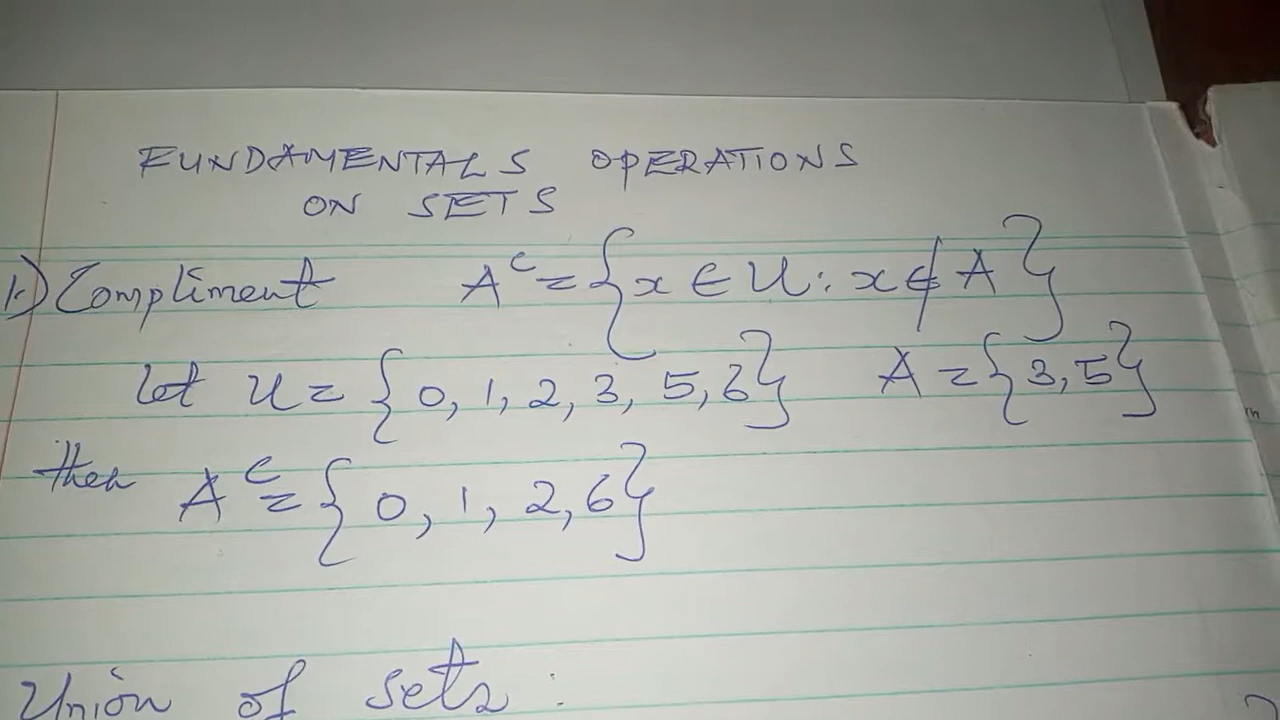 FUNDAMENTALS OPERATIONS
ON SETS
1.) Compliment A^c = {x ∈ U : x ∉ A}
let U = {0, 1, 2, 3, 5, 6} A = {3, 5}
then A^c = {0, 1, 2, 6}
Union of sets :